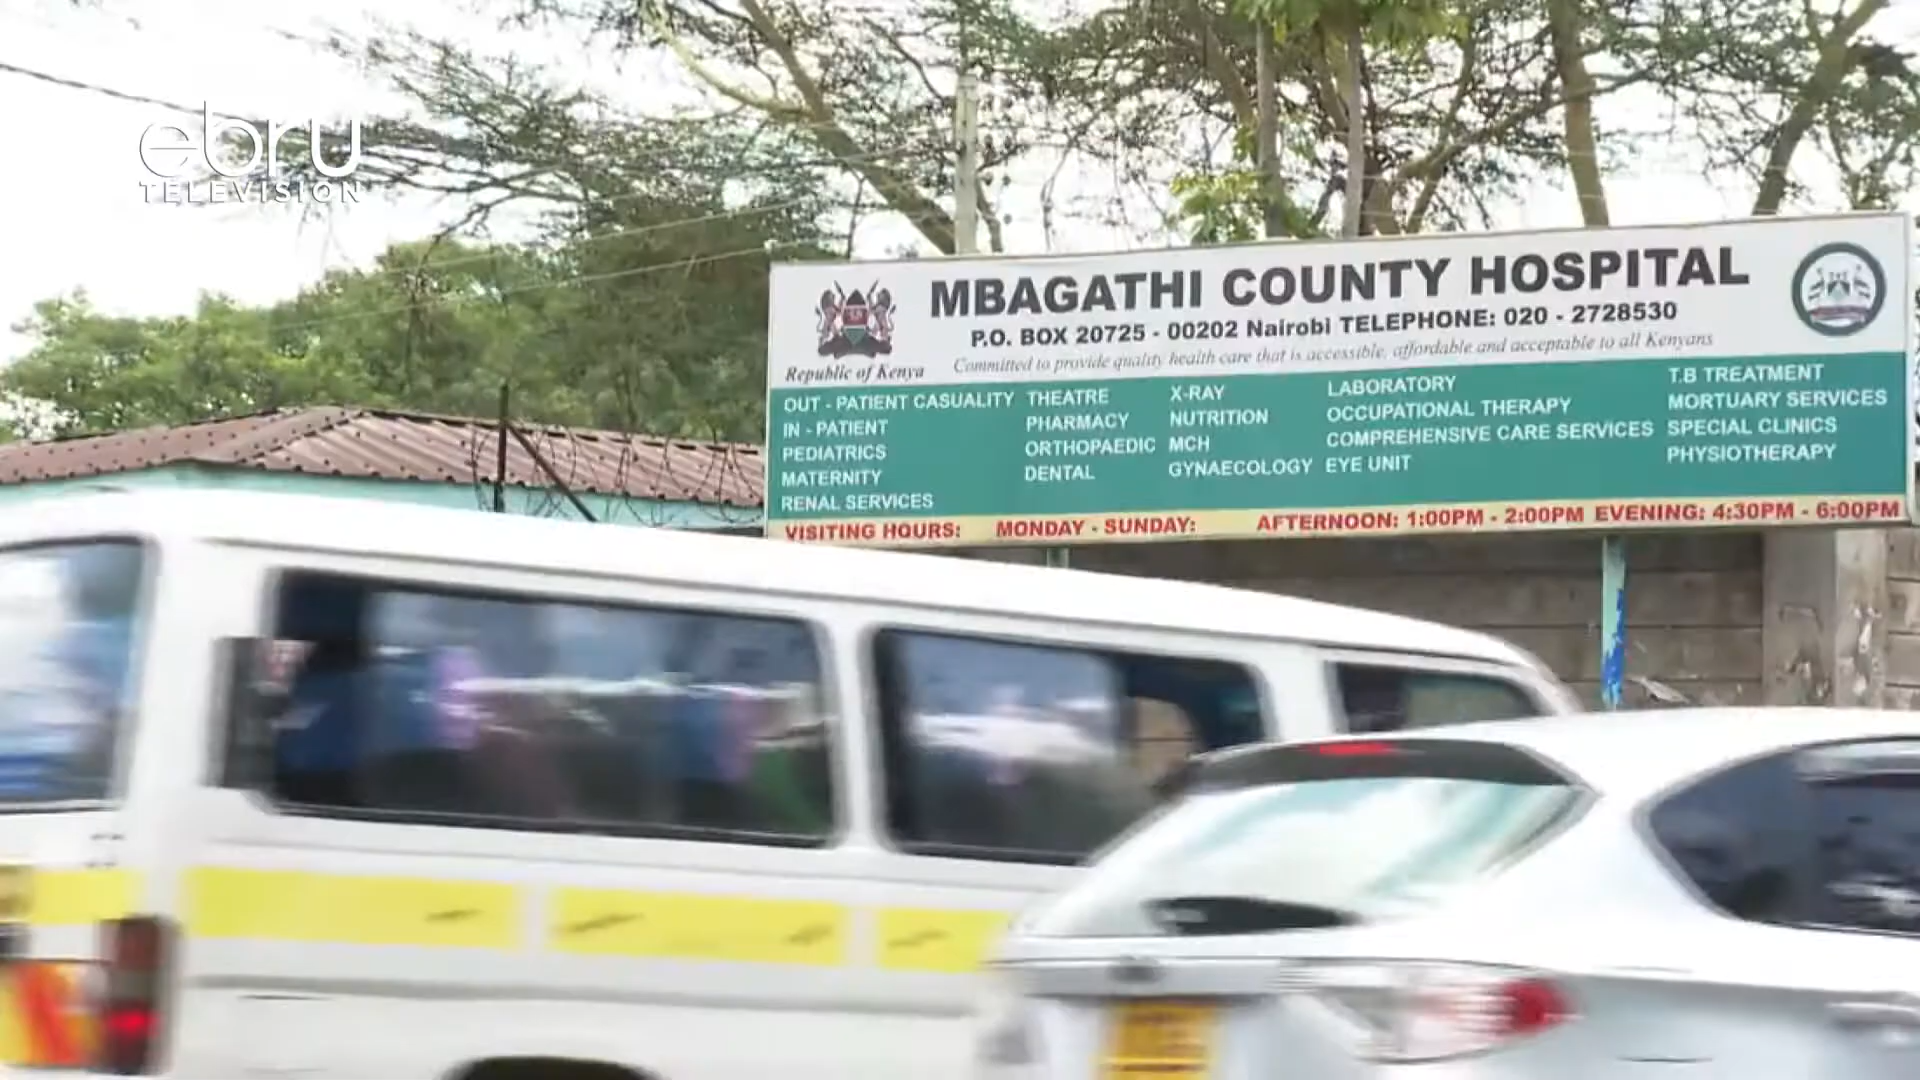 ebru
TELEVISION
MBAGATHI COUNTY HOSPITAL
P.O. BOX 20725 - 00202 Nairobi TELEPHONE: 020 - 2728530
Republic of Kenya
Committed to provide quality health care that is accessible, affordable and acceptable to all Kenyans
OUT - PATIENT CASUALITY THEATRE X-RAY LABORATORY T.B TREATMENT
IN - PATIENT PHARMACY NUTRITION OCCUPATIONAL THERAPY MORTUARY SERVICES
PEDIATRICS ORTHOPAEDIC MCH COMPREHENSIVE CARE SERVICES SPECIAL CLINICS
MATERNITY DENTAL GYNAECOLOGY EYE UNIT PHYSIOTHERAPY
RENAL SERVICES
VISITING HOURS: MONDAY - SUNDAY: AFTERNOON: 1:00PM - 2:00PM EVENING: 4:30PM - 6:00PM